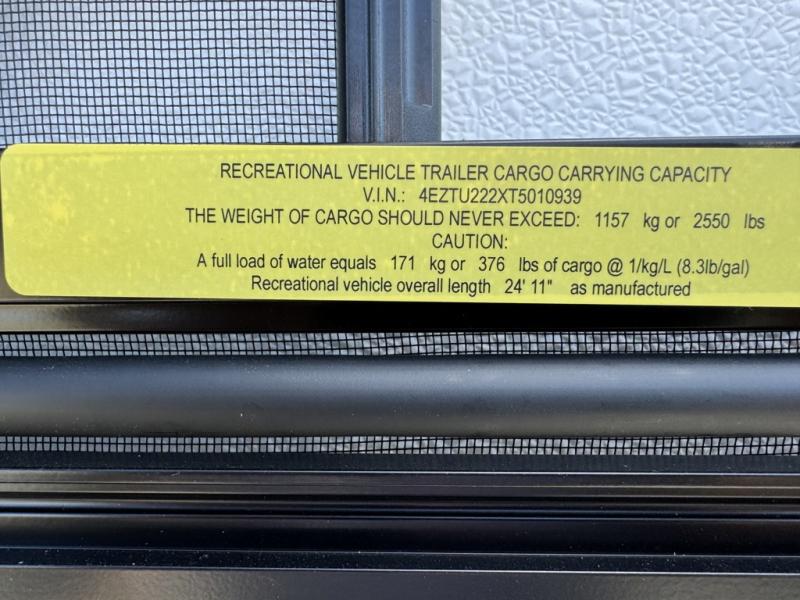 RECREATIONAL VEHICLE TRAILER CARGO CARRYING CAPACITY
V.I.N.: 4EZTU222XT5010939
THE WEIGHT OF CARGO SHOULD NEVER EXCEED: 1157 kg or 2550 lbs
CAUTION:
A full load of water equals 171 kg or 376 lbs of cargo @ 1/kg/L (8.3lb/gal)
Recreational vehicle overall length 24' 11" as manufactured